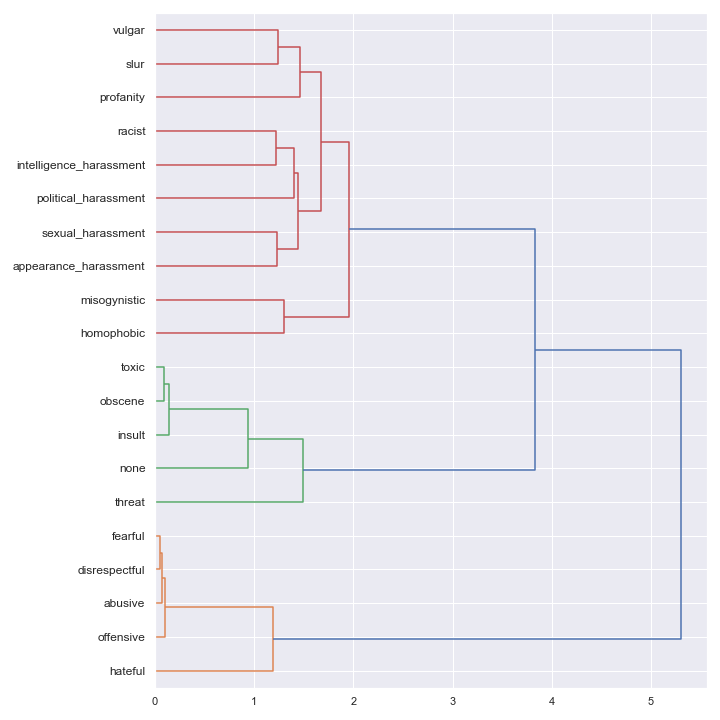 vulgar
slur
profanity
racist
intelligence_harassment
political_harassment
sexual_harassment
appearance_harassment
misogynistic
homophobic
toxic
obscene
insult
none
threat
fearful
disrespectful
abusive
offensive
hateful
0 1 2 3 4 5